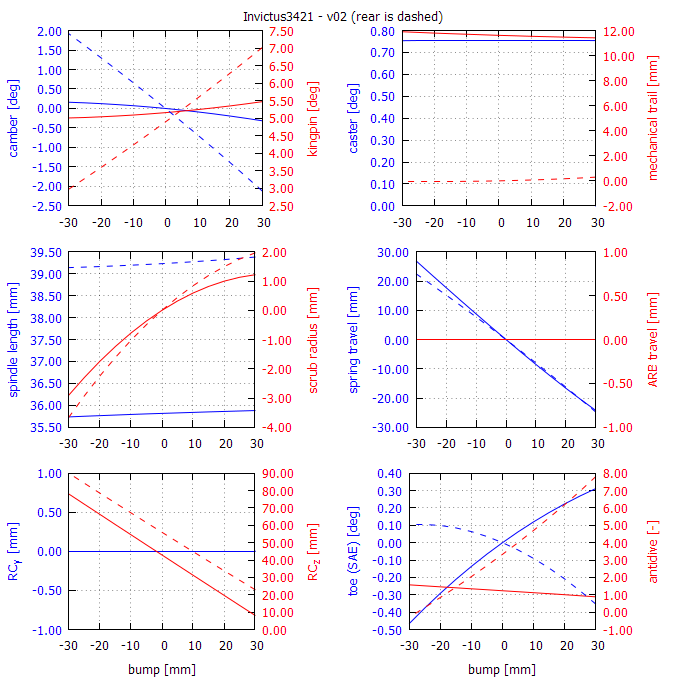 Invictus3421 - v02 (rear is dashed)
2.00 1.50 1.00 0.50 0.00 -0.50 -1.00 -1.50 -2.00 -2.50
camber [deg]
7.50 7.00 6.50 6.00 5.50 5.00 4.50 4.00 3.50 3.00 2.50
kingpin [deg]
-30 -20 -10 0 10 20 30
0.80 0.70 0.60 0.50 0.40 0.30 0.20 0.10 0.00
caster [deg]
12.00 10.00 8.00 6.00 4.00 2.00 0.00 -2.00
mechanical trail [mm]
-30 -20 -10 0 10 20 30
39.50 39.00 38.50 38.00 37.50 37.00 36.50 36.00 35.50
spindle length [mm]
2.00 1.00 0.00 -1.00 -2.00 -3.00 -4.00
scrub radius [mm]
-30 -20 -10 0 10 20 30
30.00 20.00 10.00 0.00 -10.00 -20.00 -30.00
spring travel [mm]
1.00 0.50 0.00 -0.50 -1.00
ARB travel [mm]
-30 -20 -10 0 10 20 30
1.00 0.50 0.00 -0.50 -1.00
RCy [mm]
90.00 80.00 70.00 60.00 50.00 40.00 30.00 20.00 10.00 0.00
RCz [mm]
-30 -20 -10 0 10 20 30
bump [mm]
0.40 0.30 0.20 0.10 0.00 -0.10 -0.20 -0.30 -0.40 -0.50
toe (SAE) [deg]
8.00 7.00 6.00 5.00 4.00 3.00 2.00 1.00 0.00 -1.00
antidive [-]
-30 -20 -10 0 10 20 30
bump [mm]